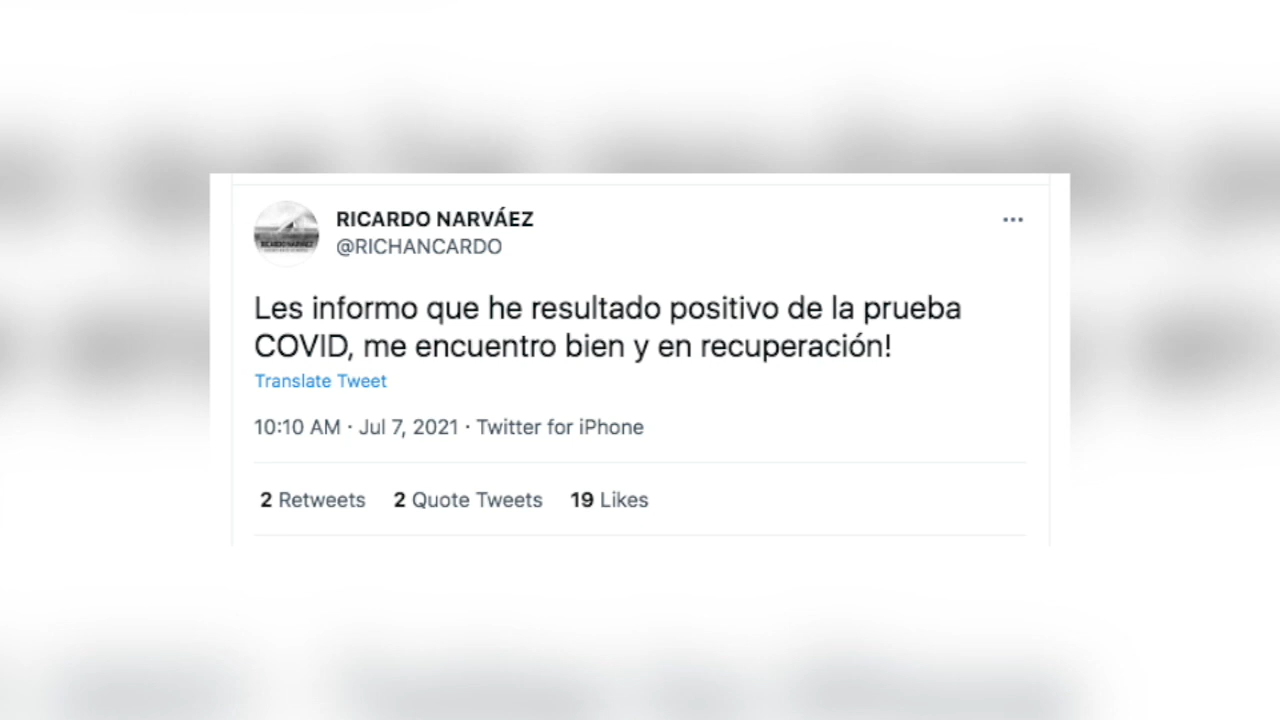 RICARDO NARVÁEZ
@RICHANCARDO
Les informo que he resultado positivo de la prueba
COVID, me encuentro bien y en recuperación!
Translate Tweet
10:10 AM · Jul 7, 2021 · Twitter for iPhone
2 Retweets 2 Quote Tweets 19 Likes